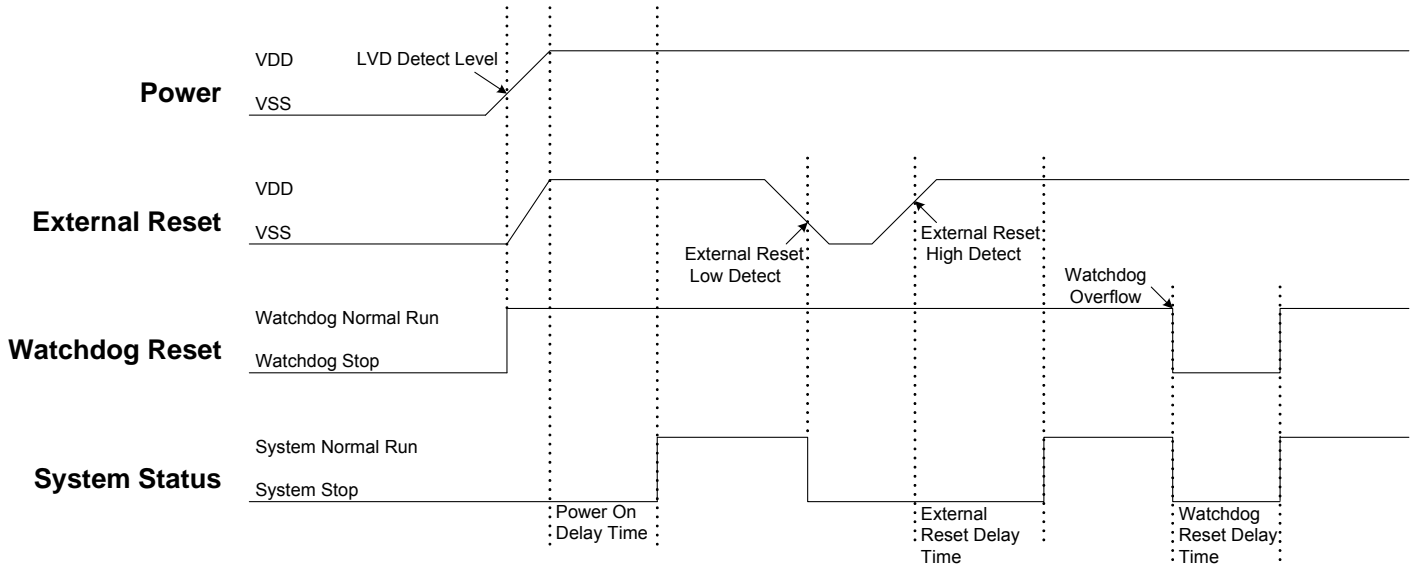 VDD
LVD Detect Level
Power
VSS
VDD
External Reset
VSS
External Reset
Low Detect
External Reset
High Detect
Watchdog
Overflow
Watchdog Normal Run
Watchdog Reset
Watchdog Stop
System Normal Run
System Status
System Stop
Power On
Delay Time
External
Reset Delay
Time
Watchdog
Reset Delay
Time